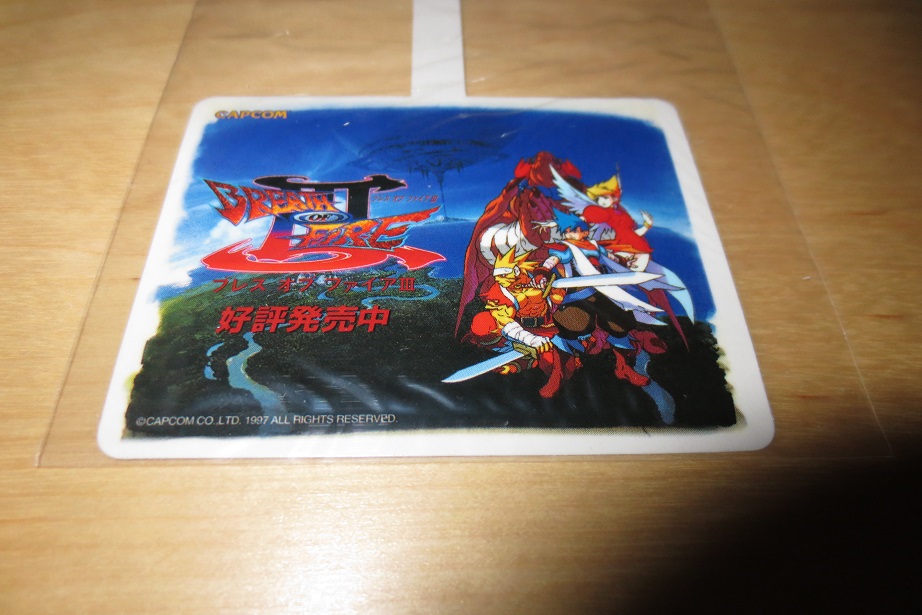 CAPCOM
BREATH
OF
FIRE
III
ブレス オブ ファイアIII
好評発売中
©CAPCOM CO.,LTD. 1997 ALL RIGHTS RESERVED.